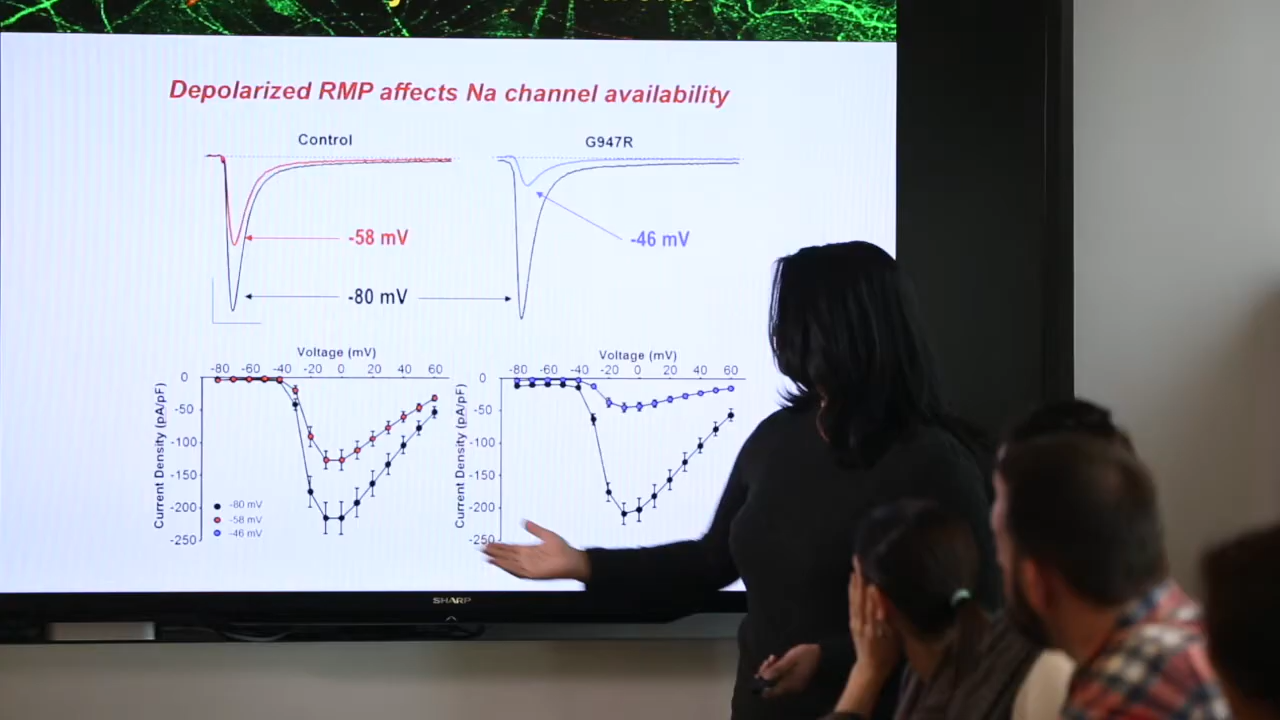 Depolarized RMP affects Na channel availability
Control
G947R
-58 mV
-46 mV
-80 mV
Voltage (mV)
-80 -60 -40 -20 0 20 40 60
0
-50
-100
-150
-200
-250
Current Density (pA/pF)
-80 mV
-58 mV
-46 mV
Voltage (mV)
-80 -60 -40 -20 0 20 40 60
0
-50
-100
-150
-200
-250
Current Density (pA/pF)
SHARP